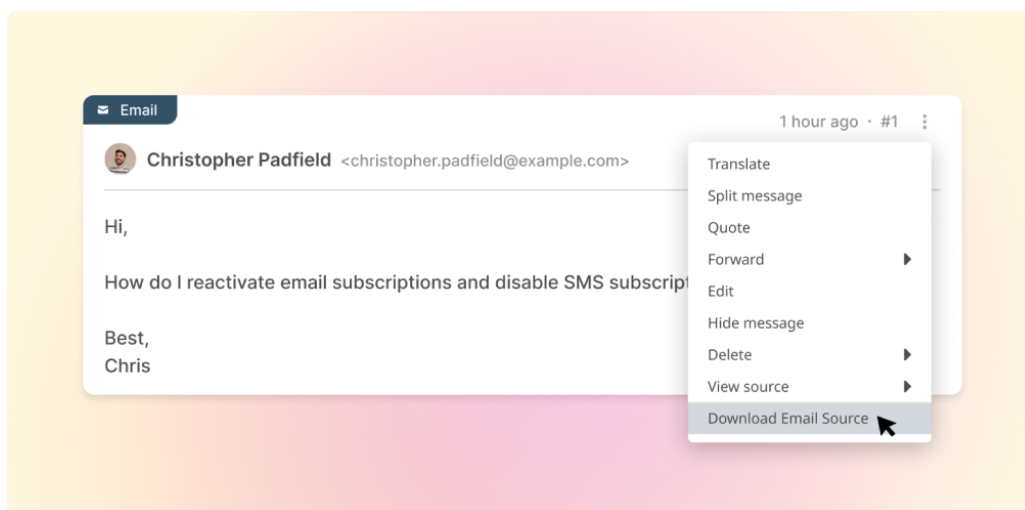 Email
1 hour ago · #1
Christopher Padfield <christopher.padfield@example.com>
Hi,
How do I reactivate email subscriptions and disable SMS
Best,
Chris
Translate
Split message
Quote
Forward
Edit
Hide message
Delete
View source
Download Email Source